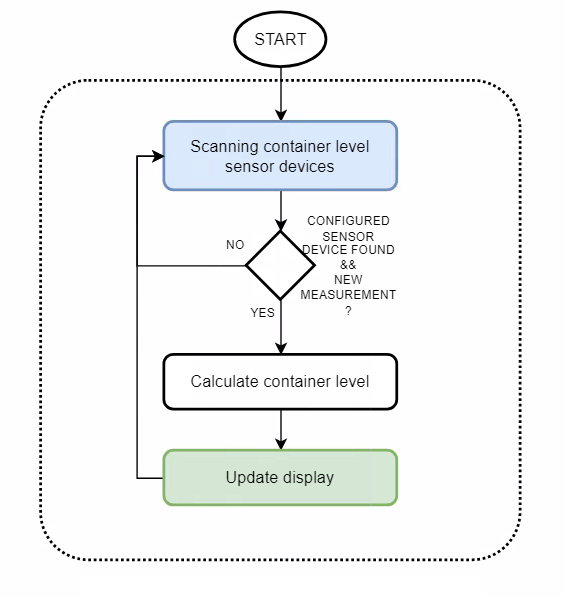 START
Scanning container level
sensor devices
CONFIGURED
SENSOR
DEVICE FOUND
&&
NEW
MEASUREMENT
?
NO
YES
Calculate container level
Update display